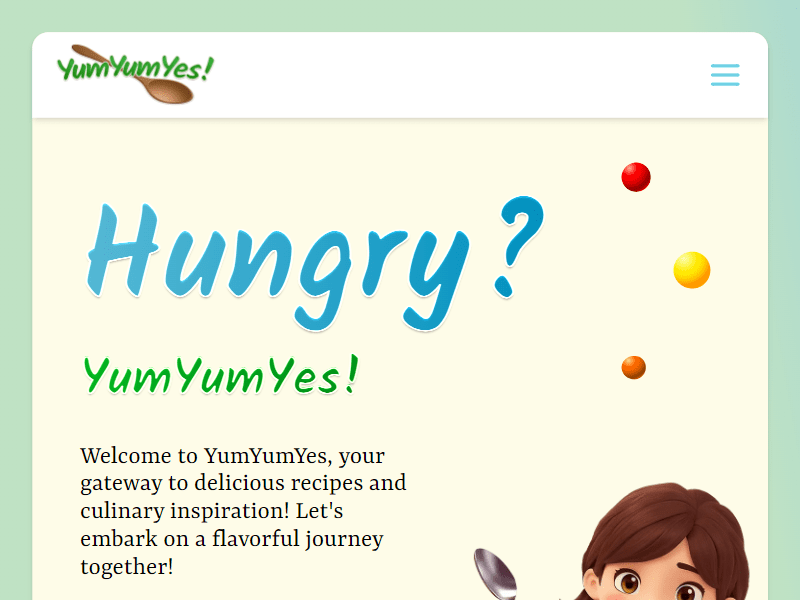 YumYumYes!
Hungry?
YumYumYes!
Welcome to YumYumYes, your
gateway to delicious recipes and
culinary inspiration! Let's
embark on a flavorful journey
together!